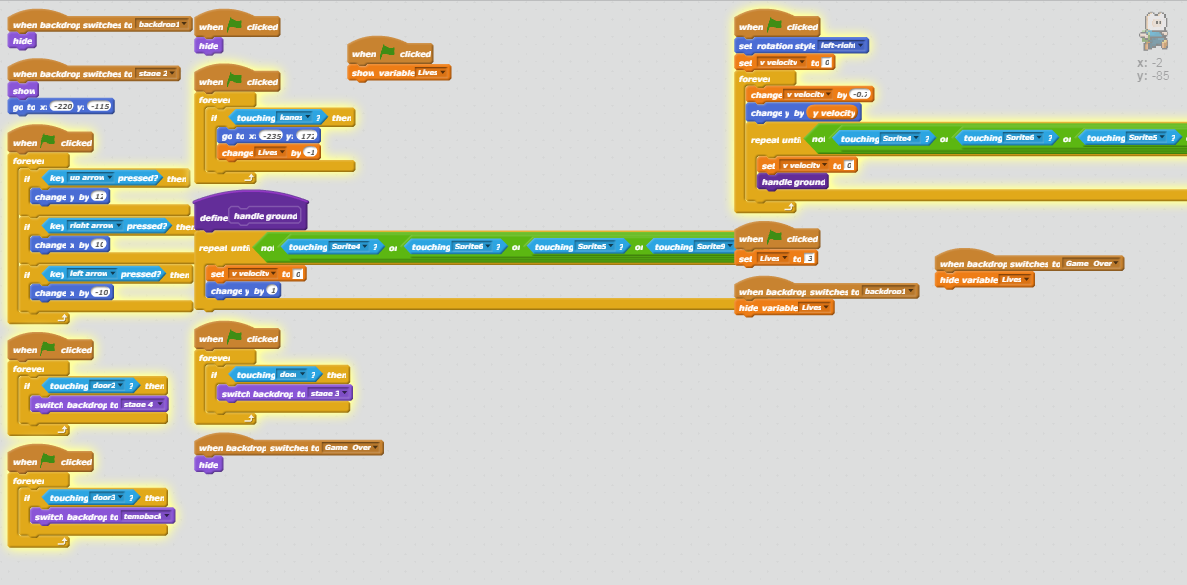 when backdrop switches to backdrop1
hide
when backdrop switches to stage 2
show
go to x: -220 y: -115
when clicked
forever
if key up arrow pressed? then
change y by 12
if key right arrow pressed? then
change x by 10
if key left arrow pressed? then
change x by -10
when clicked
forever
if touching door2 ? then
switch backdrop to stage 4
when clicked
forever
if touching door3 ? then
switch backdrop to
when clicked
hide
when clicked
forever
if touching ? then
go to x: -235 y: 172
change Lives by -1
define handle ground
repeat until not touching Sprite4 ? or touching Sprite6 ? or touching Sprite5 ? or touching Sprite9
set y velocity to 0
change y by 1
when clicked
forever
if touching door ? then
switch backdrop to stage 3
when backdrop switches to Game Over
hide
when clicked
show variable Lives
when clicked
set rotation style left-right
set y velocity to 0
forever
change y velocity by
change y by y velocity
repeat until not touching Sprite4 ? or touching Sprite6 ? or touching Sprite5 ?
set y velocity to 0
handle ground
when clicked
set Lives to 3
when backdrop switches to backdrop1
hide variable Lives
when backdrop switches to Game Over
hide variable Lives
x: -2
y: -85